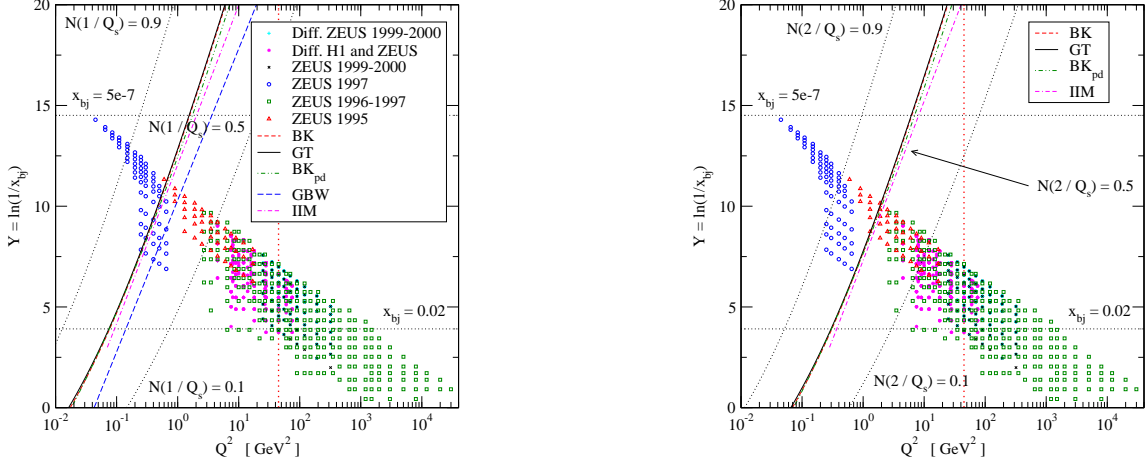 20
15
10
5
0
Y = ln(1/x_bj)
N(1/Q_s) = 0.9
x_bj = 5e-7
N(1/Q_s) = 0.5
x_bj = 0.02
N(1/Q_s) = 0.1
Diff. ZEUS 1999-2000
Diff. H1 and ZEUS
ZEUS 1999-2000
ZEUS 1997
ZEUS 1996-1997
ZEUS 1995
BK
GT
BK_pd
GBW
IIM
10^-2 10^-1 10^0 10^1 10^2 10^3 10^4
Q^2 [ GeV^2 ]
20
15
10
5
0
Y = ln(1/x_bj)
N(2/Q_s) = 0.9
x_bj = 5e-7
BK
GT
BK_pd
IIM
N(2/Q_s) = 0.5
x_bj = 0.02
N(2/Q_s) = 0.1
10^-2 10^-1 10^0 10^1 10^2 10^3 10^4
Q^2 [ GeV^2 ]